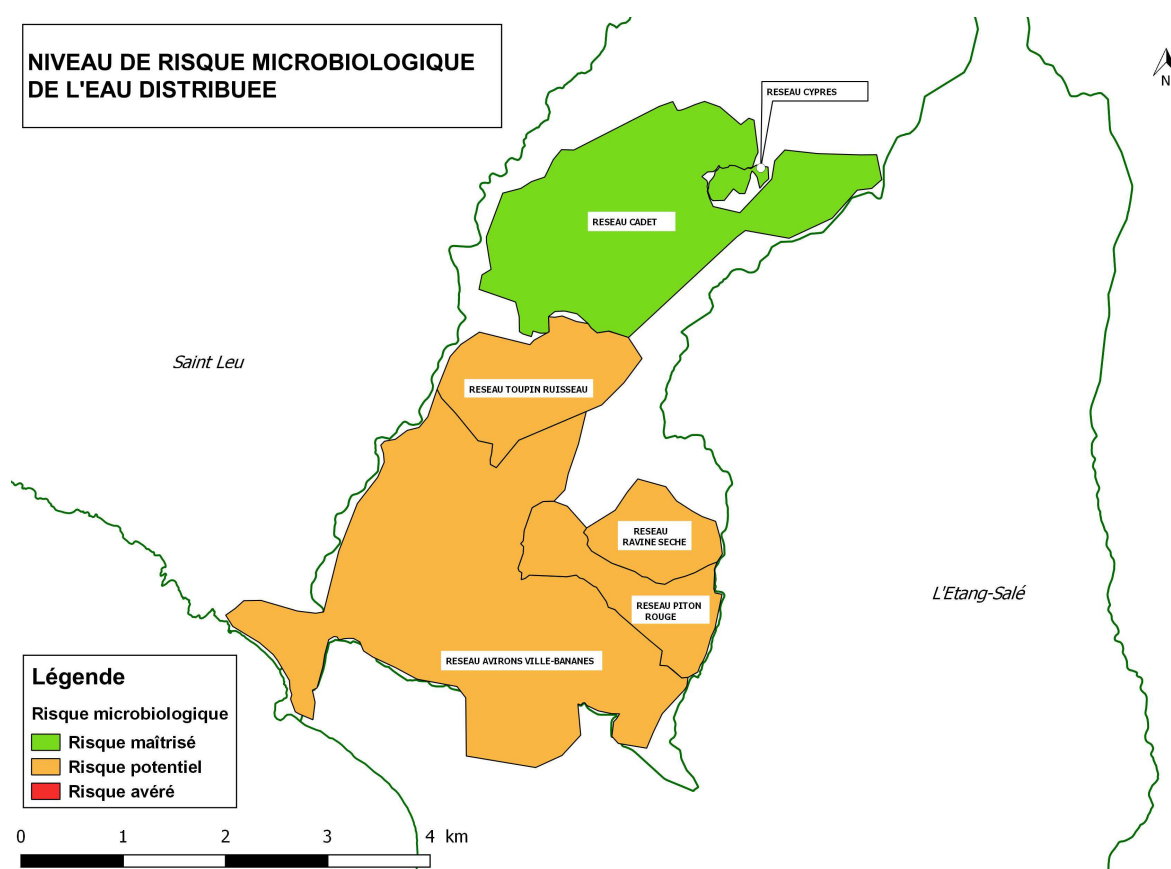 NIVEAU DE RISQUE MICROBIOLOGIQUE
DE L'EAU DISTRIBUEE
N
RESEAU CYPRES
RESEAU CADET
Saint Leu
RESEAU TOUPIN RUISSEAU
RESEAU
RAVINE SECHE
L'Etang-Salé
RESEAU PITON
ROUGE
RESEAU AVIRONS VILLE-BANANES
Légende
Risque microbiologique
Risque maîtrisé
Risque potentiel
Risque avéré
0 1 2 3 4 km